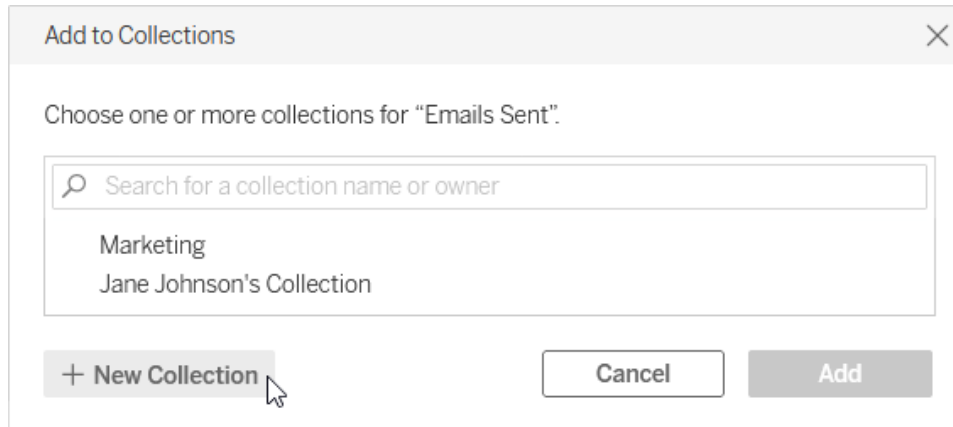 Add to Collections
Choose one or more collections for “Emails Sent”.
Search for a collection name or owner
Marketing
Jane Johnson's Collection
+ New Collection
Cancel
Add